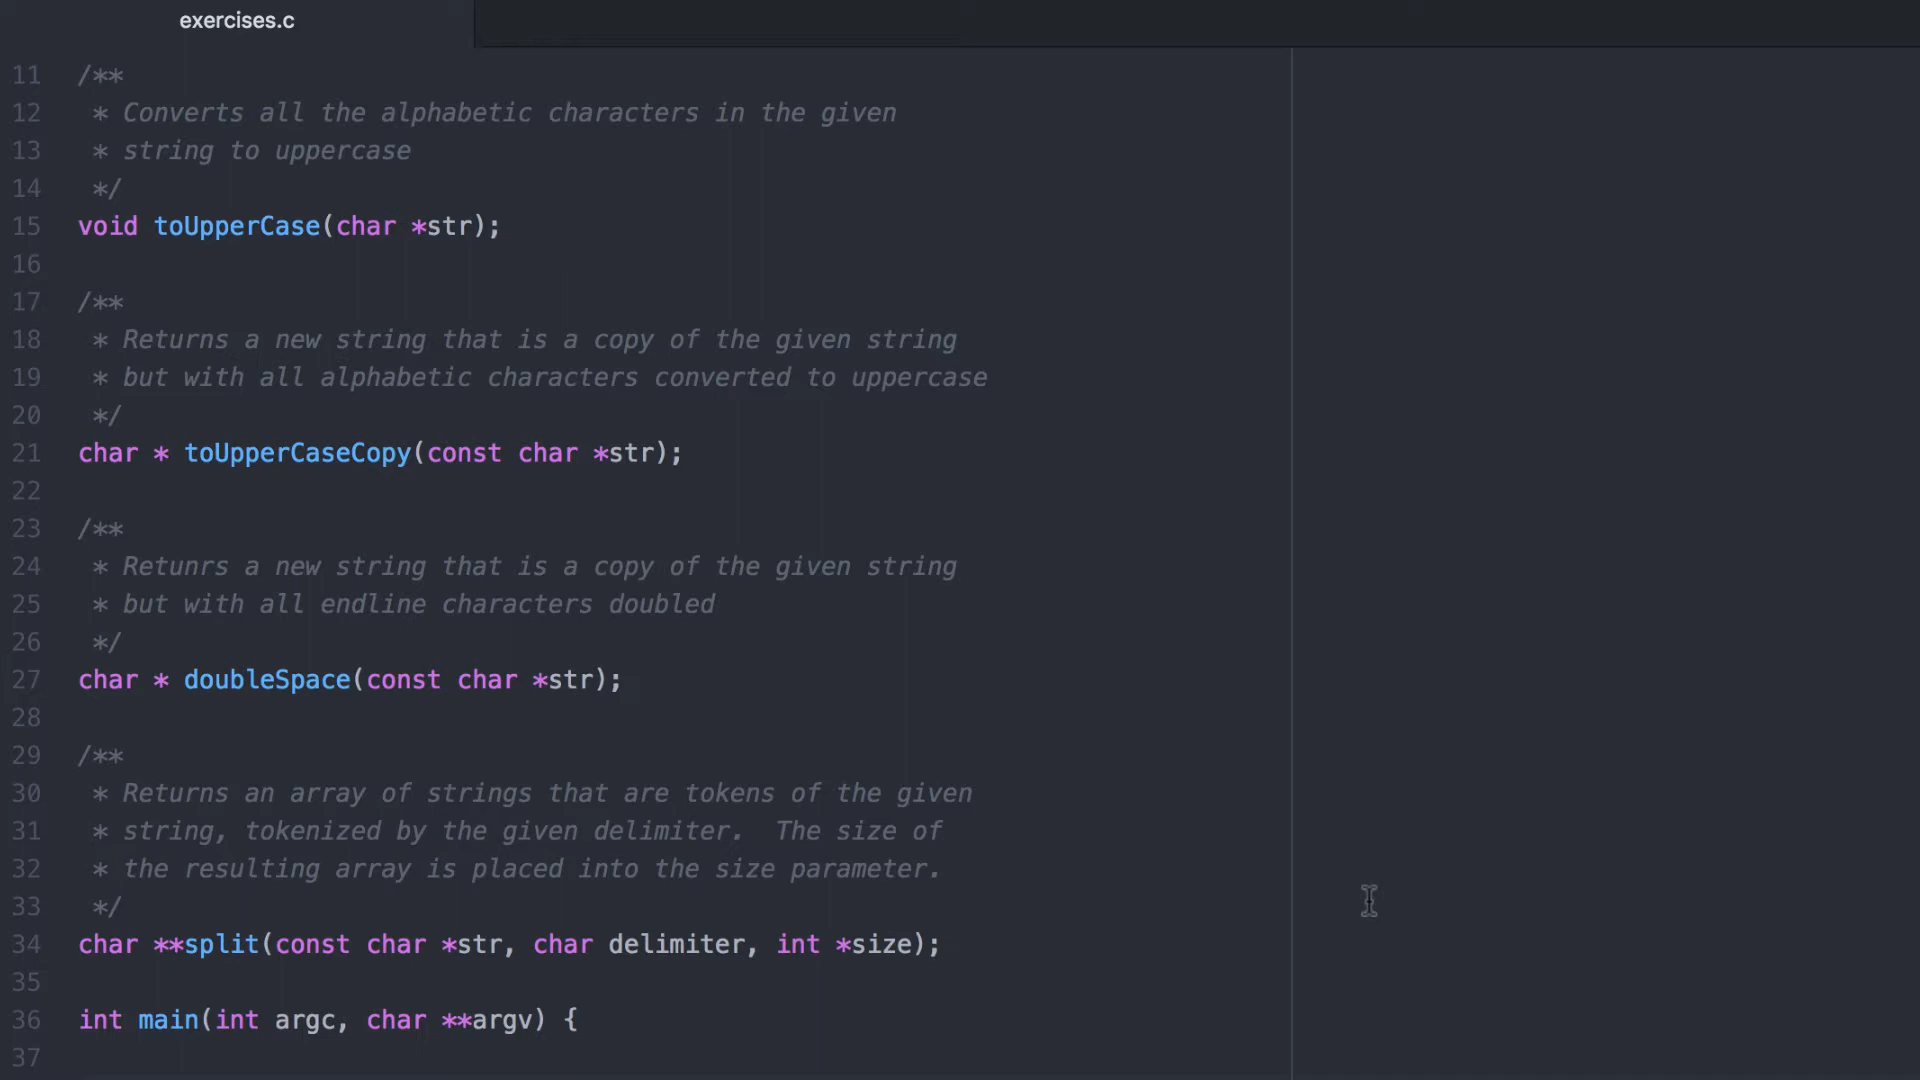 exercises.c
11 /**
12  * Converts all the alphabetic characters in the given
13  * string to uppercase
14  */
15 void toUpperCase(char *str);
16
17 /**
18  * Returns a new string that is a copy of the given string
19  * but with all alphabetic characters converted to uppercase
20  */
21 char * toUpperCaseCopy(const char *str);
22
23 /**
24  * Retunrs a new string that is a copy of the given string
25  * but with all endline characters doubled
26  */
27 char * doubleSpace(const char *str);
28
29 /**
30  * Returns an array of strings that are tokens of the given
31  * string, tokenized by the given delimiter.  The size of
32  * the resulting array is placed into the size parameter.
33  */
34 char **split(const char *str, char delimiter, int *size);
35
36 int main(int argc, char **argv) {
37